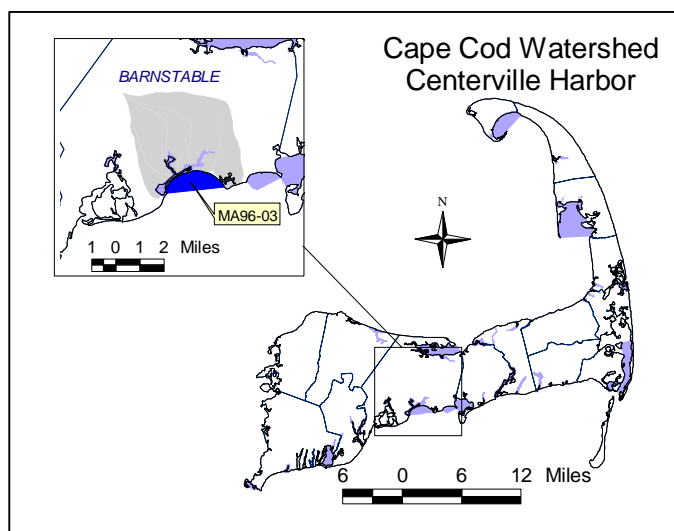 Cape Cod Watershed
Centerville Harbor
BARNSTABLE
MA96-03
1 0 1 2 Miles
N
6 0 6 12 Miles